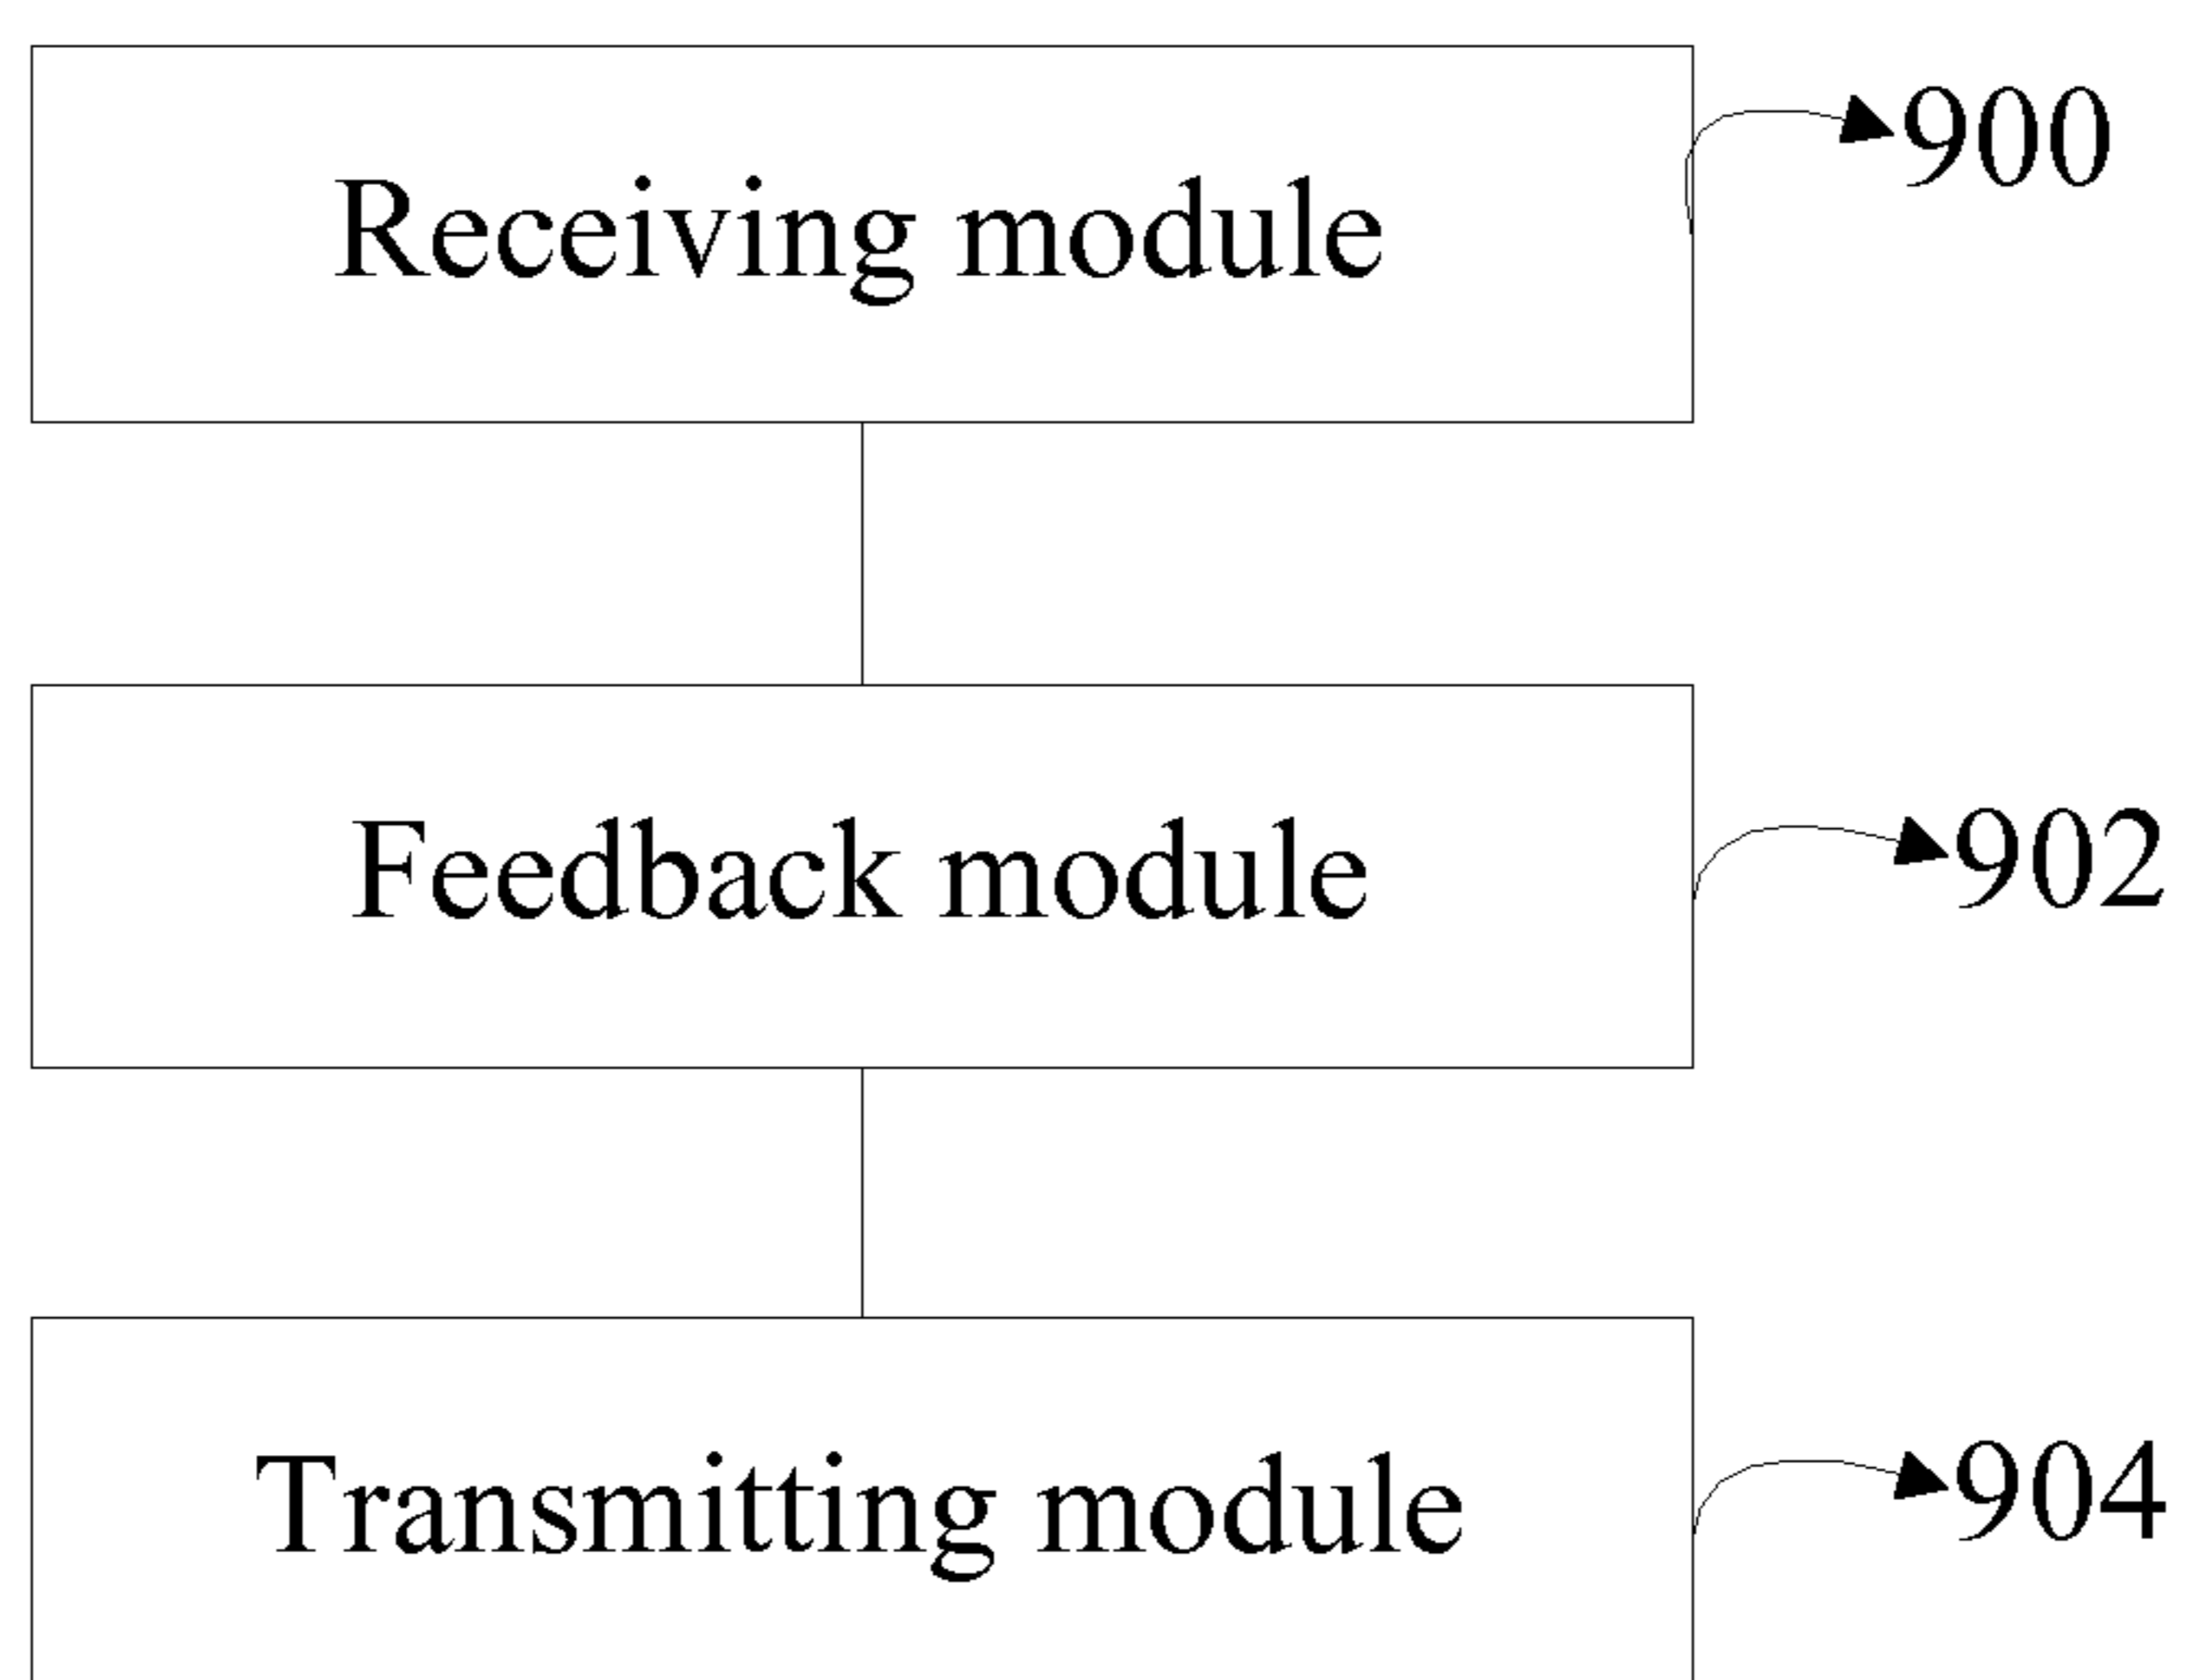 Receiving module
900
Feedback module
902
Transmitting module
904